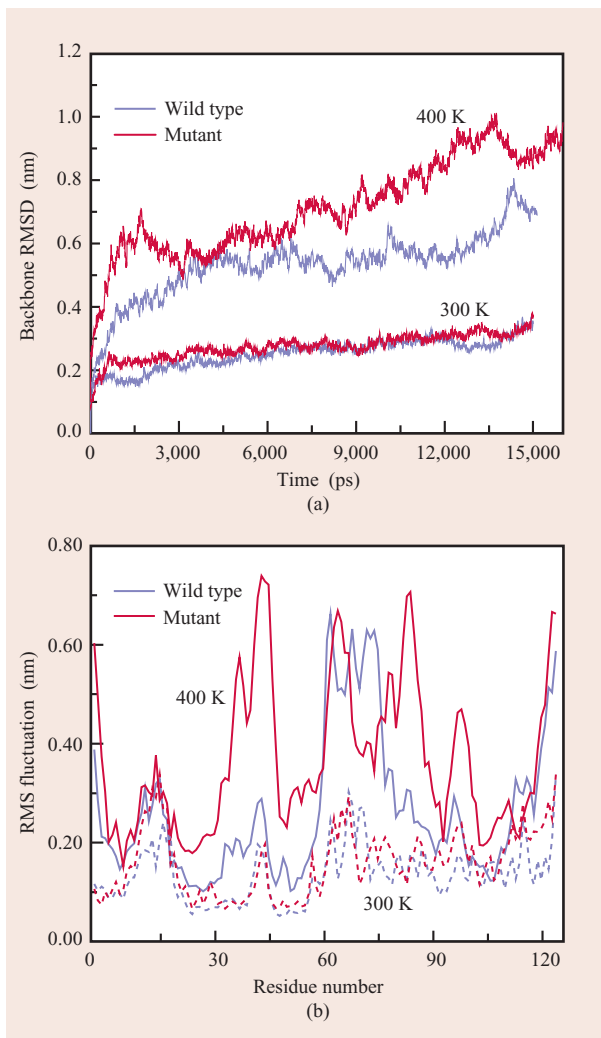 1.2
1.0
0.8
0.6
0.4
0.2
0.0
Backbone RMSD (nm)
Wild type
Mutant
400 K
300 K
0 3,000 6,000 9,000 12,000 15,000
Time (ps)
(a)
0.80
0.60
0.40
0.20
0.00
RMS fluctuation (nm)
Wild type
Mutant
400 K
300 K
0 30 60 90 120
Residue number
(b)